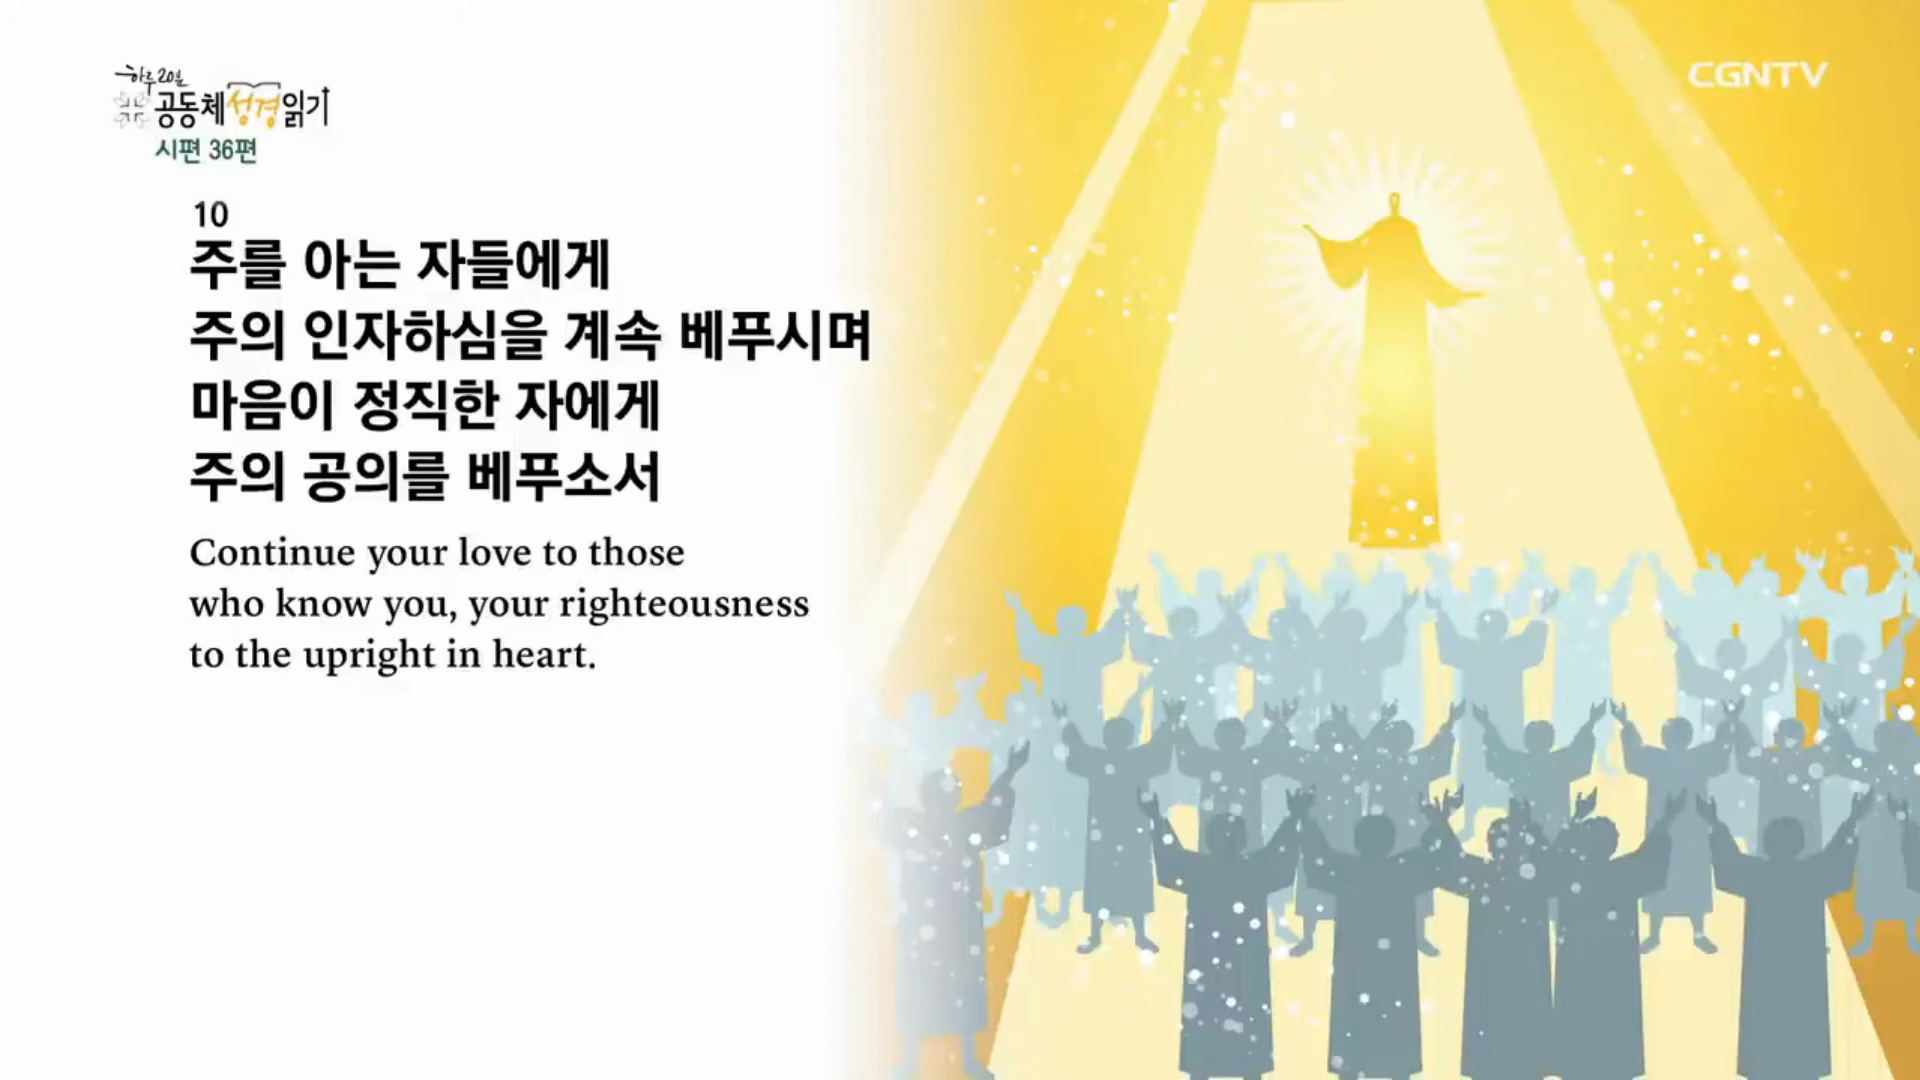 하루20분
공동체성경읽기
시편 36편
CGNTV
10
주를 아는 자들에게
주의 인자하심을 계속 베푸시며
마음이 정직한 자에게
주의 공의를 베푸소서
Continue your love to those
who know you, your righteousness
to the upright in heart.